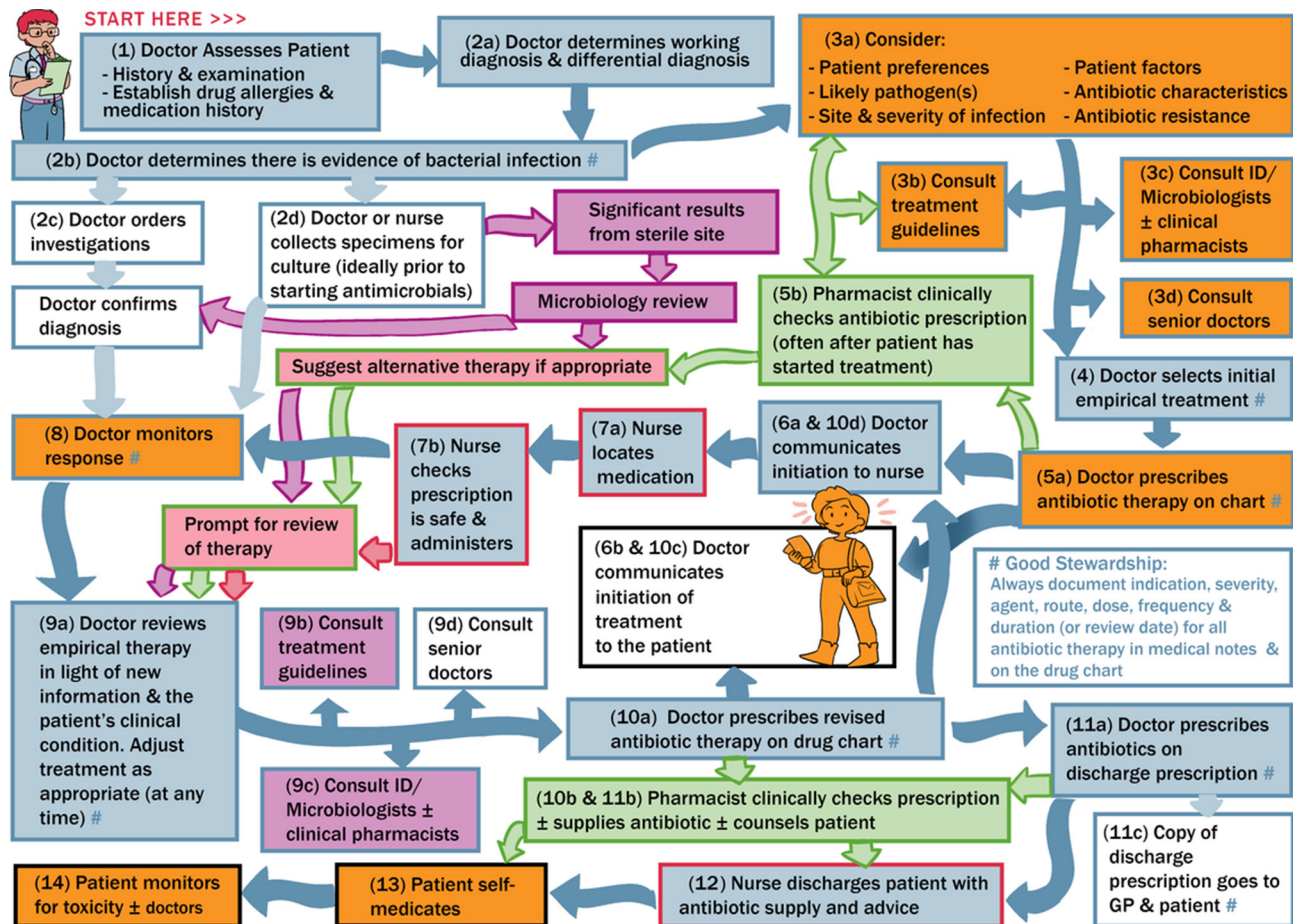 START HERE >>>
(1) Doctor Assesses Patient
- History & examination
- Establish drug allergies &
medication history
(2a) Doctor determines working
diagnosis & differential diagnosis
(3a) Consider:
- Patient preferences
- Likely pathogen(s)
- Site & severity of infection
- Patient factors
- Antibiotic characteristics
- Antibiotic resistance
(2b) Doctor determines there is evidence of bacterial infection #
(2c) Doctor orders
investigations
(2d) Doctor or nurse
collects specimens for
culture (ideally prior to
starting antimicrobials)
Significant results
from sterile site
(3b) Consult
treatment
guidelines
(3c) Consult ID/
Microbiologists
± clinical
pharmacists
Doctor confirms
diagnosis
Microbiology review
(5b) Pharmacist clinically
checks antibiotic prescription
(often after patient has
started treatment)
(3d) Consult
senior doctors
Suggest alternative therapy if appropriate
(4) Doctor selects initial
empirical treatment #
(8) Doctor monitors
response #
(7b) Nurse
checks
prescription
is safe &
administers
(7a) Nurse
locates
medication
(6a & 10d) Doctor
communicates
initiation to nurse
(5a) Doctor prescribes
antibiotic therapy on chart #
Prompt for review
of therapy
(6b & 10c) Doctor
communicates
initiation of
treatment
to the patient
# Good Stewardship:
Always document indication, severity,
agent, route, dose, frequency &
duration (or review date) for all
antibiotic therapy in medical notes &
on the drug chart
(9a) Doctor reviews
empirical therapy
in light of new
information & the
patient's clinical
condition. Adjust
treatment as
appropriate (at any
time) #
(9b) Consult
treatment
guidelines
(9d) Consult
senior
doctors
(9c) Consult ID/
Microbiologists ±
clinical pharmacists
(10a) Doctor prescribes revised
antibiotic therapy on drug chart #
(11a) Doctor prescribes
antibiotics on
discharge prescription #
(10b & 11b) Pharmacist clinically checks prescription
± supplies antibiotic ± counsels patient
(11c) Copy of
discharge
prescription goes to
GP & patient #
(14) Patient monitors
for toxicity ± doctors
(13) Patient self-
medicates
(12) Nurse discharges patient with
antibiotic supply and advice